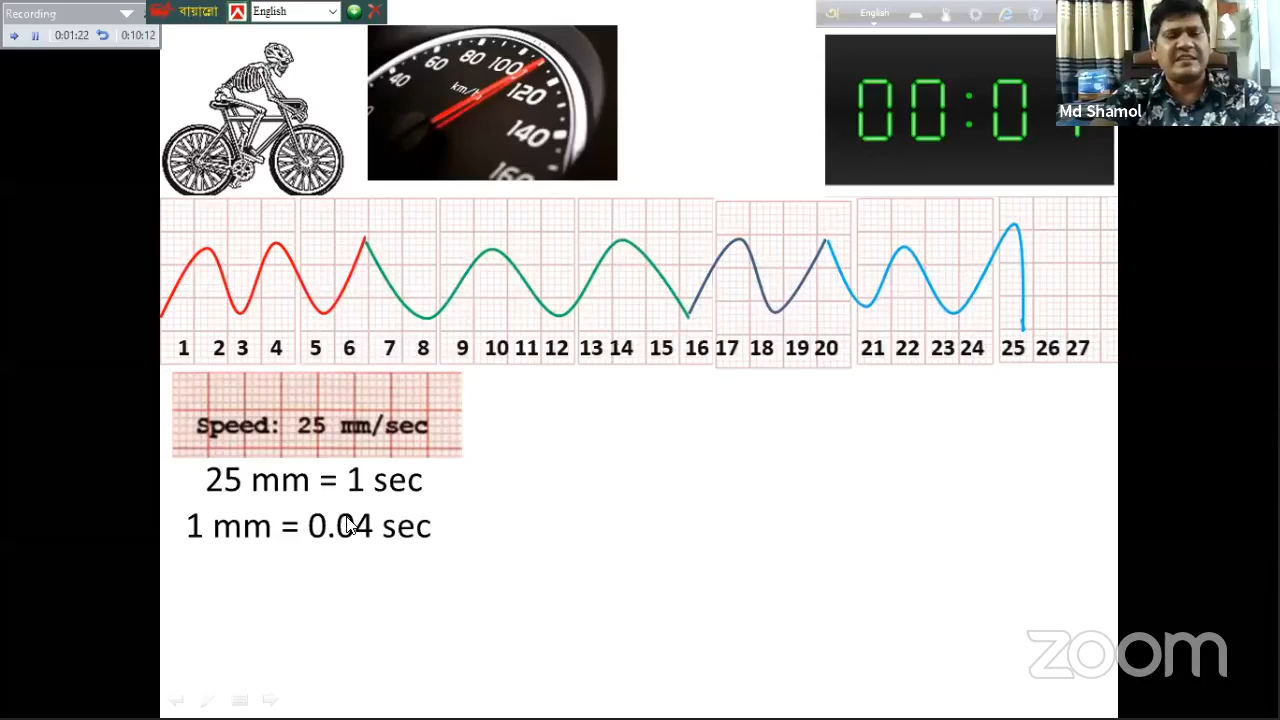 Recording
বায়ান্নো
English
0:01:22
0:10:12
40 60 80 100 120 140 160
km/h
00:0
English
Md Shamol
1 2 3 4 5 6 7 8 9 10 11 12 13 14 15 16 17 18 19 20 21 22 23 24 25 26 27
Speed: 25 mm/sec
25 mm = 1 sec
1 mm = 0.04 sec
zoom